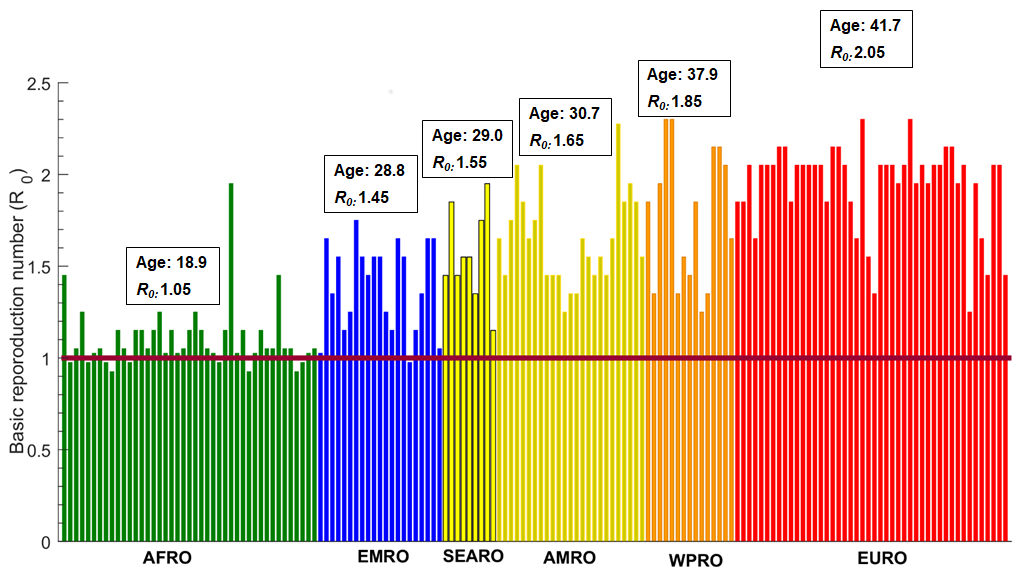 Age: 41.7
R0:2.05
Age: 37.9
R0:1.85
Age: 30.7
R0:1.65
Age: 29.0
R0:1.55
Age: 28.8
R0:1.45
Age: 18.9
R0:1.05
Basic reporoduction number (R 0)
2.5
2
1.5
1
0.5
0
AFRO
EMRO
SEARO
AMRO
WPRO
EURO